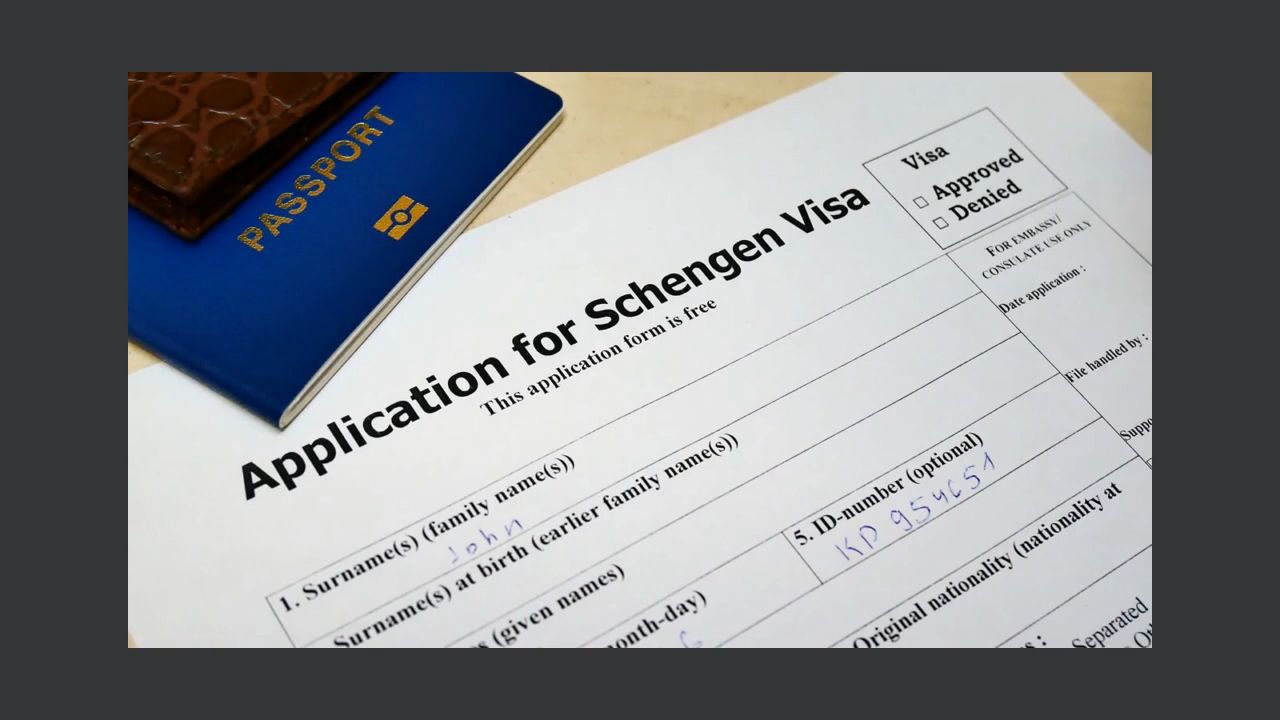 PASSPORT
Visa
Approved
Denied
Application for Schengen Visa
This application form is free
FOR EMBASSY/
CONSULATE USE ONLY
Date application :
File handled by :
1. Surname(s) (family name(s))
John
Surname(s) at birth (earlier family name(s))
(given names)
5. ID-number (optional)
KD 954651
Original nationality (nationality at
Separated